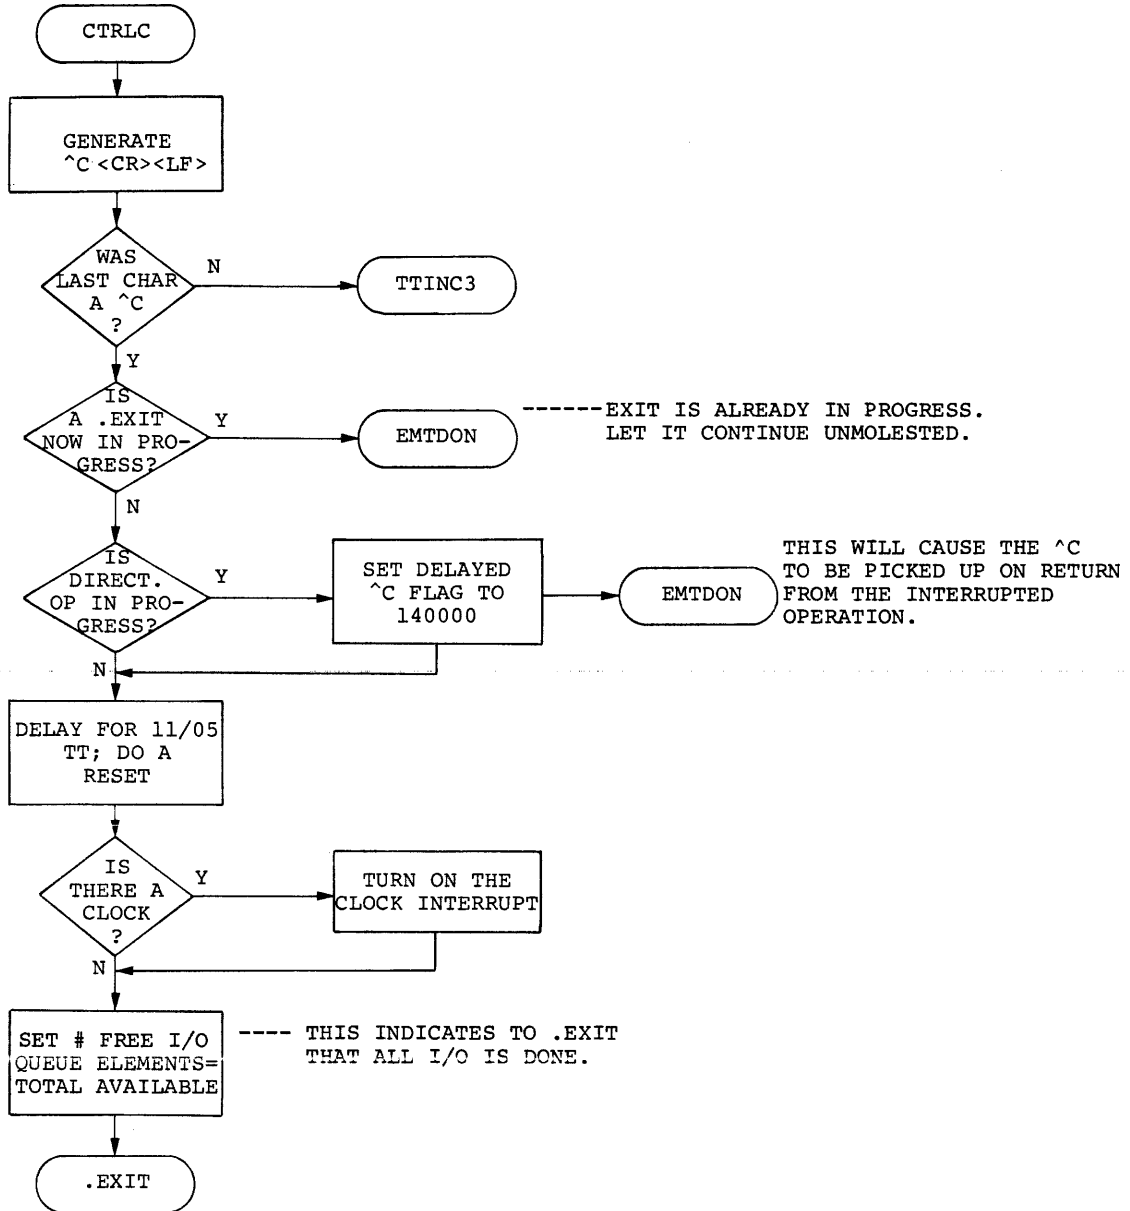 CTRLC
GENERATE
^C <CR><LF>
WAS
LAST CHAR
A ^C
?
N
TTINC3
Y
IS
A .EXIT
NOW IN PRO-
GRESS?
Y
EMTDON
------EXIT IS ALREADY IN PROGRESS.
LET IT CONTINUE UNMOLESTED.
N
IS
DIRECT.
OP IN PRO-
GRESS?
Y
SET DELAYED
^C FLAG TO
140000
EMTDON
THIS WILL CAUSE THE ^C
TO BE PICKED UP ON RETURN
FROM THE INTERRUPTED
OPERATION.
N
DELAY FOR 11/05
TT; DO A
RESET
IS
THERE A
CLOCK
?
Y
TURN ON THE
CLOCK INTERRUPT
N
SET # FREE I/O
QUEUE ELEMENTS=
TOTAL AVAILABLE
---- THIS INDICATES TO .EXIT
THAT ALL I/O IS DONE.
.EXIT